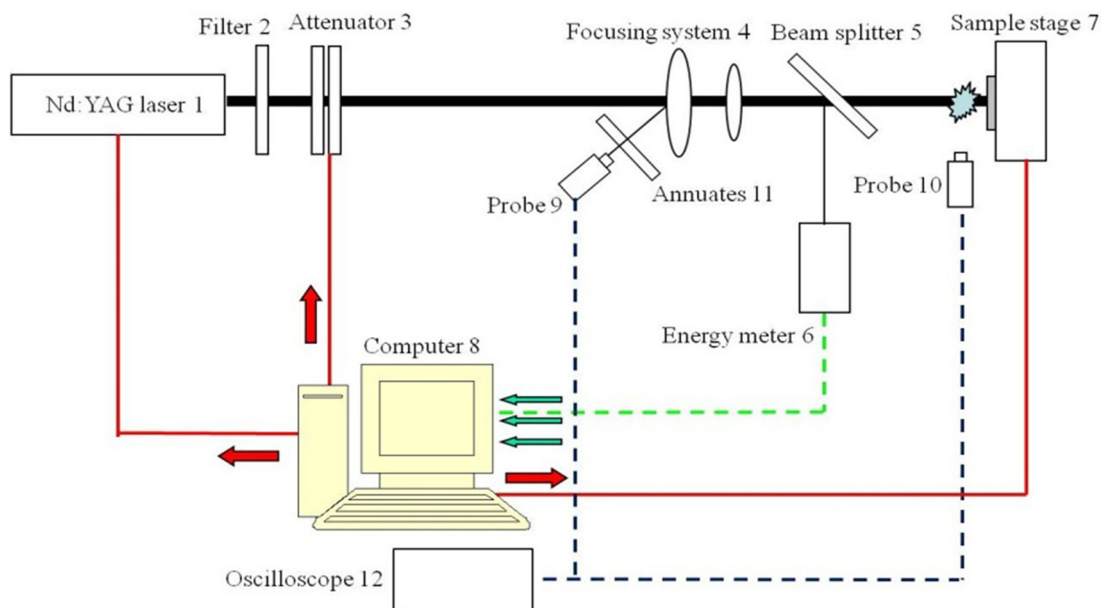 Filter 2
Attenuator 3
Focusing system 4
Beam splitter 5
Sample stage 7
Nd:YAG laser 1
Probe 9
Annuates 11
Probe 10
Energy meter 6
Computer 8
Oscilloscope 12